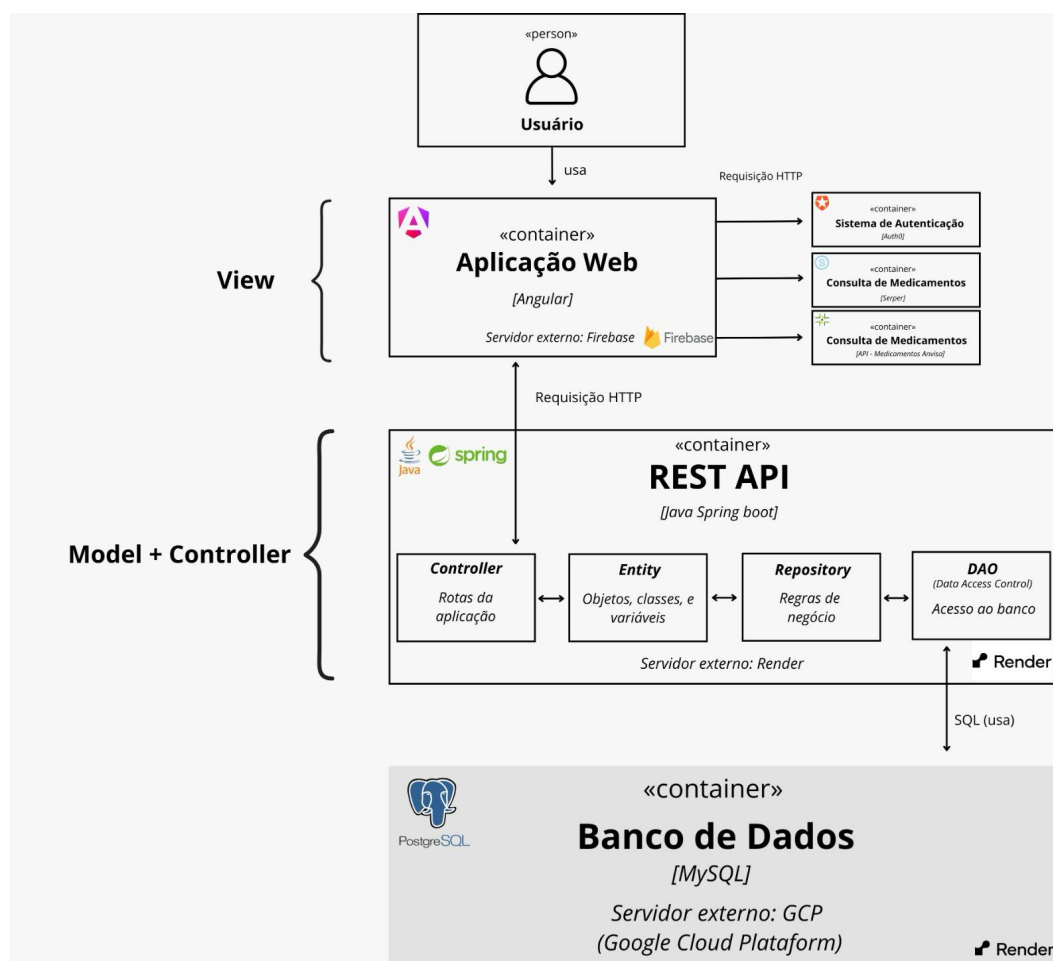 «person»
Usuário
usa
Requisição HTTP
View
«container»
Aplicação Web
[Angular]
Servidor externo: Firebase
Firebase
«container»
Sistema de Autenticação
[Auth0]
S
«container»
Consulta de Medicamentos
[Serper]
«container»
Consulta de Medicamentos
[API - Medicamentos Anvisa]
Requisição HTTP
Model + Controller
Java
spring
«container»
REST API
[Java Spring boot]
Controller
Rotas da
aplicação
Entity
Objetos, classes, e
variáveis
Repository
Regras de
negócio
DAO
(Data Access Control)
Acesso ao banco
Servidor externo: Render
Render
SQL (usa)
PostgreSQL
«container»
Banco de Dados
[MySQL]
Servidor externo: GCP
(Google Cloud Plataform)
Render